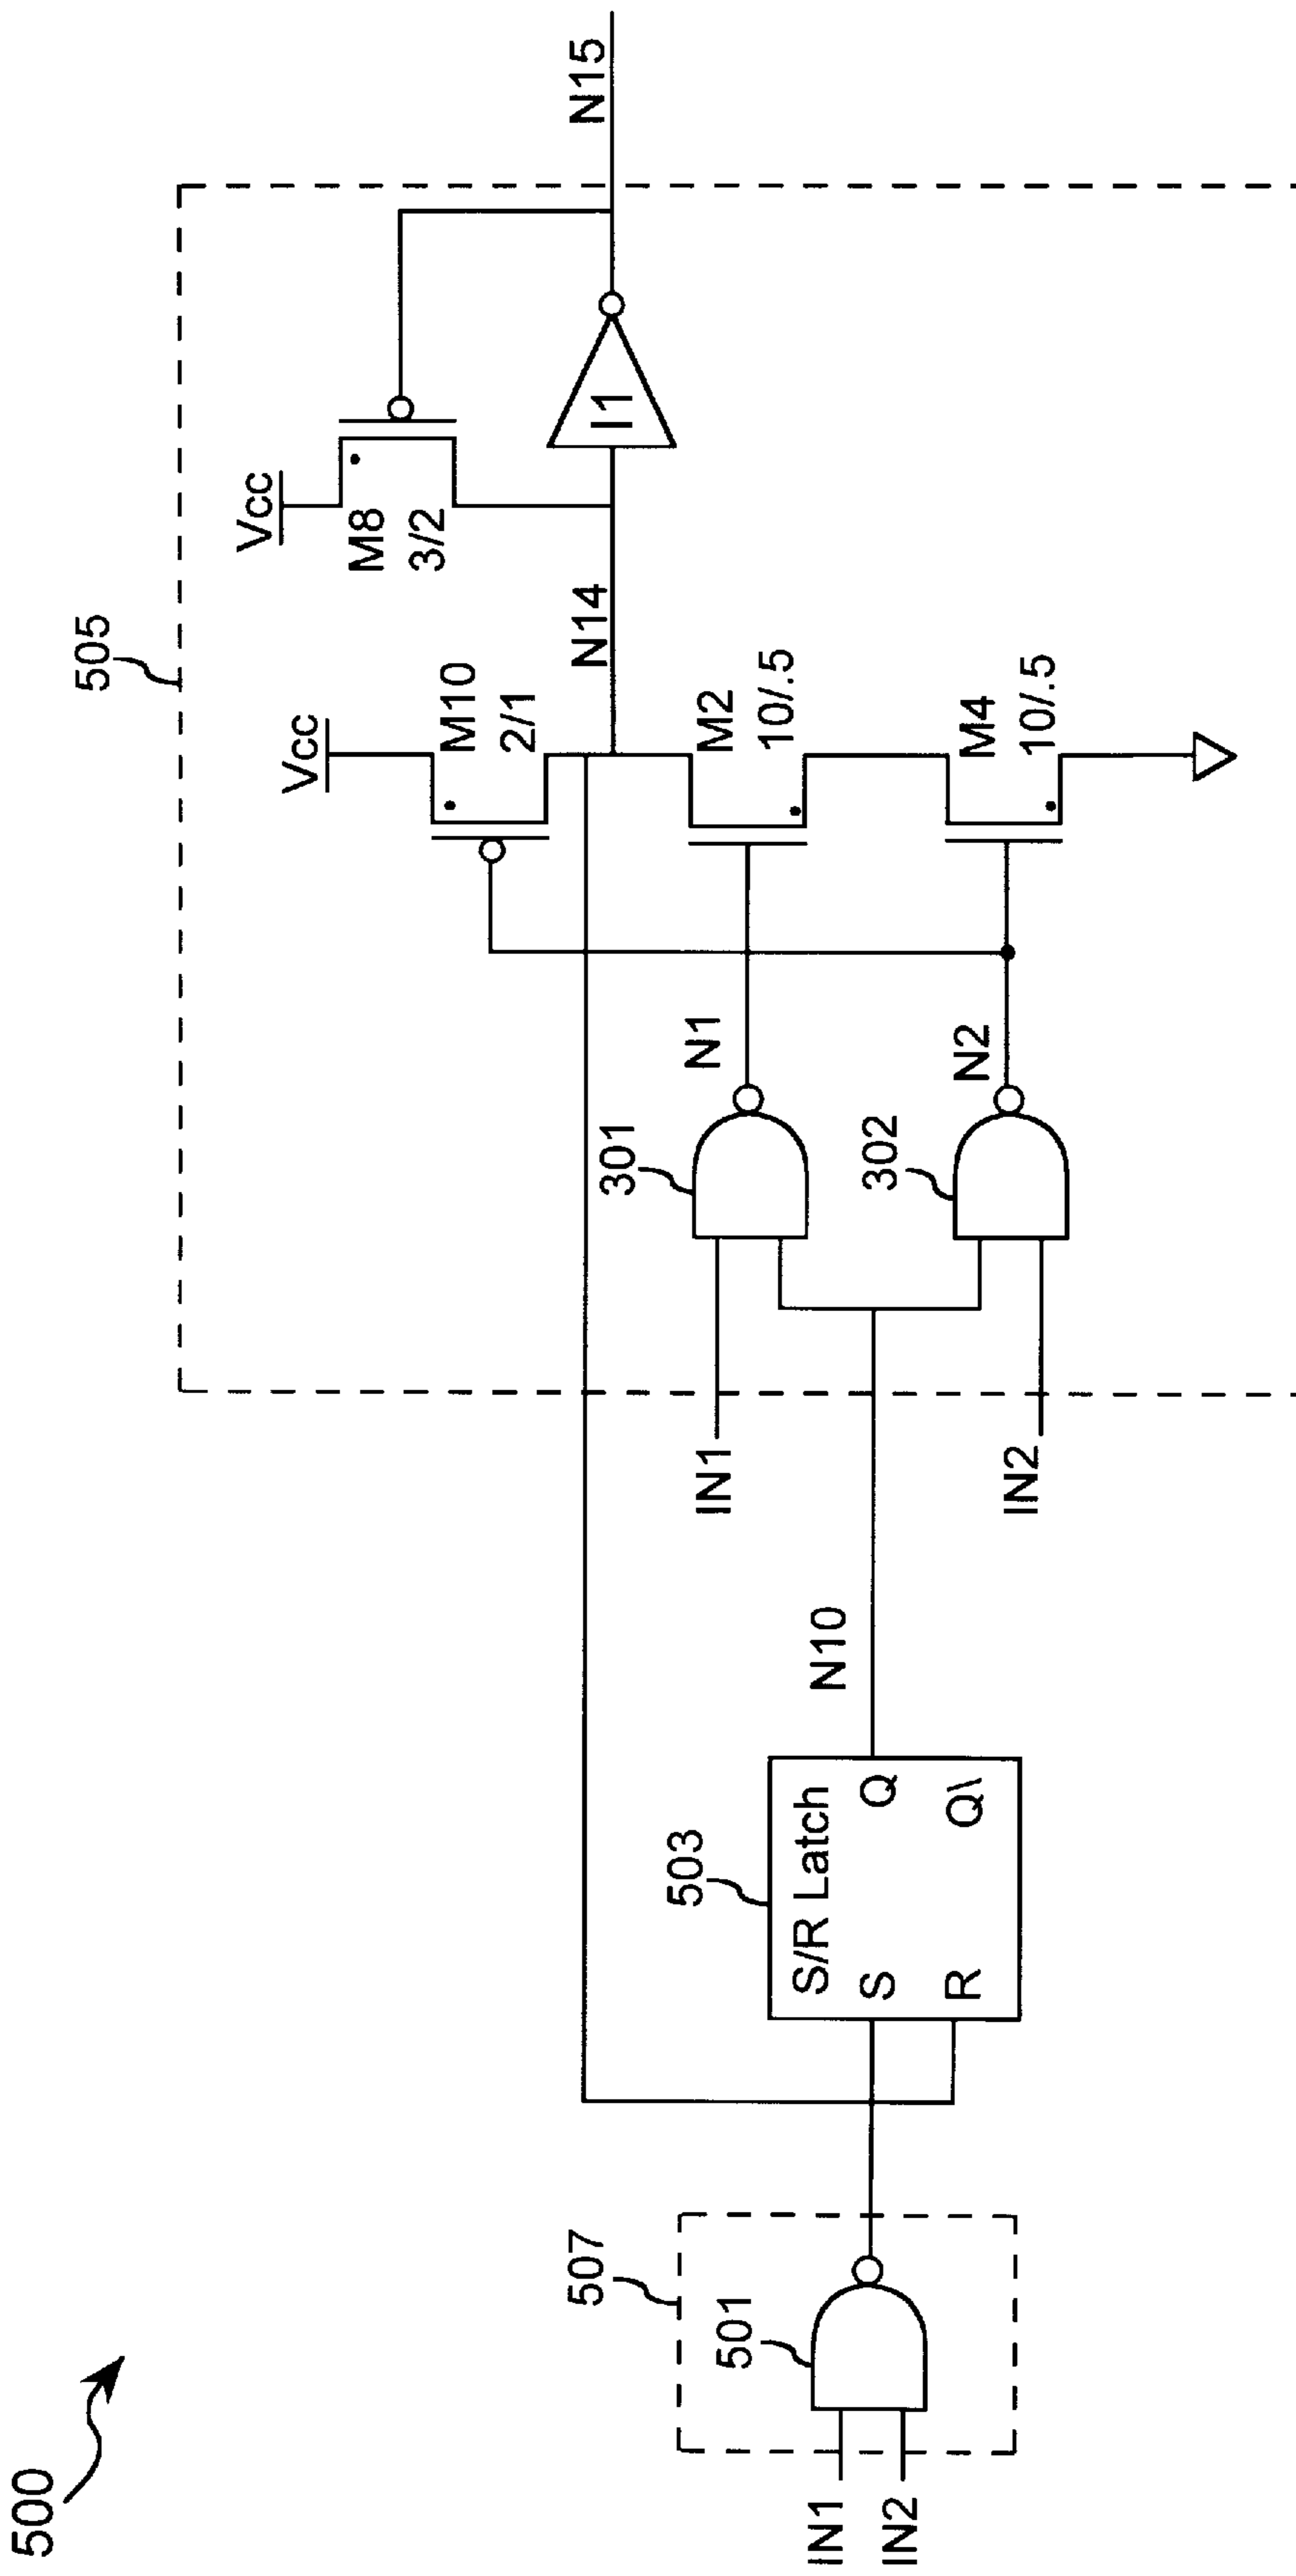 500
505
Vcc
Vcc
M8
3/2
M10
2/1
N14
N15
I1
M2
10/.5
M4
10/.5
N1
N2
301
302
IN1
IN2
N10
503
S/R Latch
S
Q
R
Q\
507
501
IN1
IN2